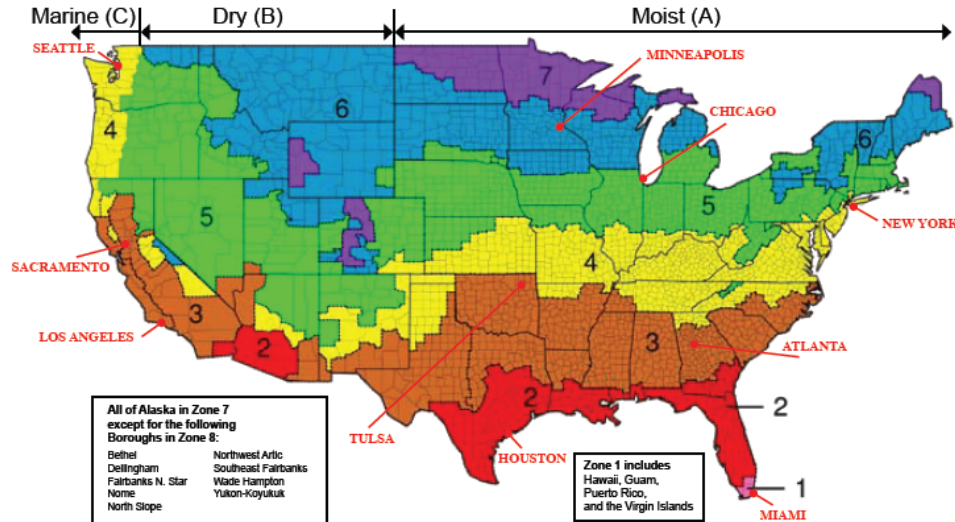 Marine (C) Dry (B) Moist (A)
SEATTLE
MINNEAPOLIS
7
6
CHICAGO
4
6
5
5
NEW YORK
SACRAMENTO
4
LOS ANGELES
3
2
3
ATLANTA
2
2
TULSA
HOUSTON
1
MIAMI
All of Alaska in Zone 7
except for the following
Boroughs in Zone 8:
Bethel Northwest Artic
Dellingham Southeast Fairbanks
Fairbanks N. Star Wade Hampton
Nome Yukon-Koyukuk
North Slope
Zone 1 includes
Hawaii, Guam,
Puerto Rico,
and the Virgin Islands